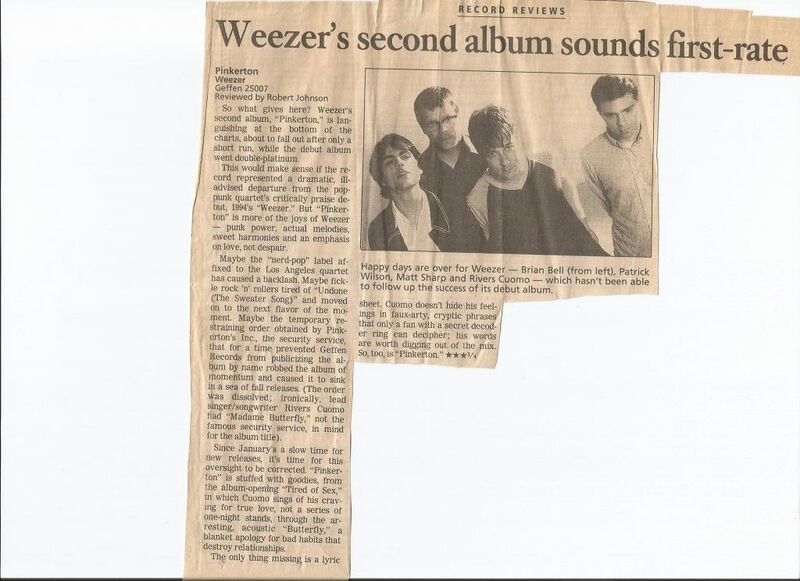 RECORD REVIEWS
Weezer's second album sounds first-rate
Pinkerton
Weezer
Geffen 25007
Reviewed by Robert Johnson
So what gives here? Weezer's
second album, "Pinkerton," is lan-
guishing at the bottom of the
charts, about to fall out after only a
short run, while the debut album
went double-platinum.
This would make sense if the re-
cord represented a dramatic, ill-
advised departure from the pop-
punk quartet's critically praise de-
but, 1994's "Weezer." But "Pinker-
ton" is more of the joys of Weezer
— punk power, actual melodies,
sweet harmonies and an emphasis
on love, not despair.
Maybe the "nerd-pop" label af-
fixed to the Los Angeles quartet
has caused a backlash. Maybe fick-
le rock 'n' rollers tired of "Undone
(The Sweater Song)" and moved
on to the next flavor of the mo-
ment. Maybe the temporary re-
straining order obtained by Pink-
erton's Inc., the security service,
that for a time prevented Geffen
Records from publicizing the al-
bum by name robbed the album of
momentum and caused it to sink
in a sea of fall releases. (The order
was dissolved; ironically, lead
singer/songwriter Rivers Cuomo
had "Madame Butterfly," not the
famous security service, in mind
for the album title).
Since January's a slow time for
new releases, it's time for this
oversight to be corrected. "Pinker-
ton" is stuffed with goodies, from
the album-opening "Tired of Sex,"
in which Cuomo sings of his crav-
ing for true love, not a series of
one-night stands, through the ar-
resting, acoustic "Butterfly," a
blanket apology for bad habits that
destroy relationships.
The only thing missing is a lyric
Happy days are over for Weezer — Brian Bell (from left), Patrick
Wilson, Matt Sharp and Rivers Cuomo — which hasn't been able
to follow up the success of its debut album.
sheet. Cuomo doesn't hide his feel-
ings in faux-arty, cryptic phrases
that only a fan with a secret decod-
er ring can decipher; his words
are worth digging out of the mix.
So, too, is "Pinkerton." ★★★¾